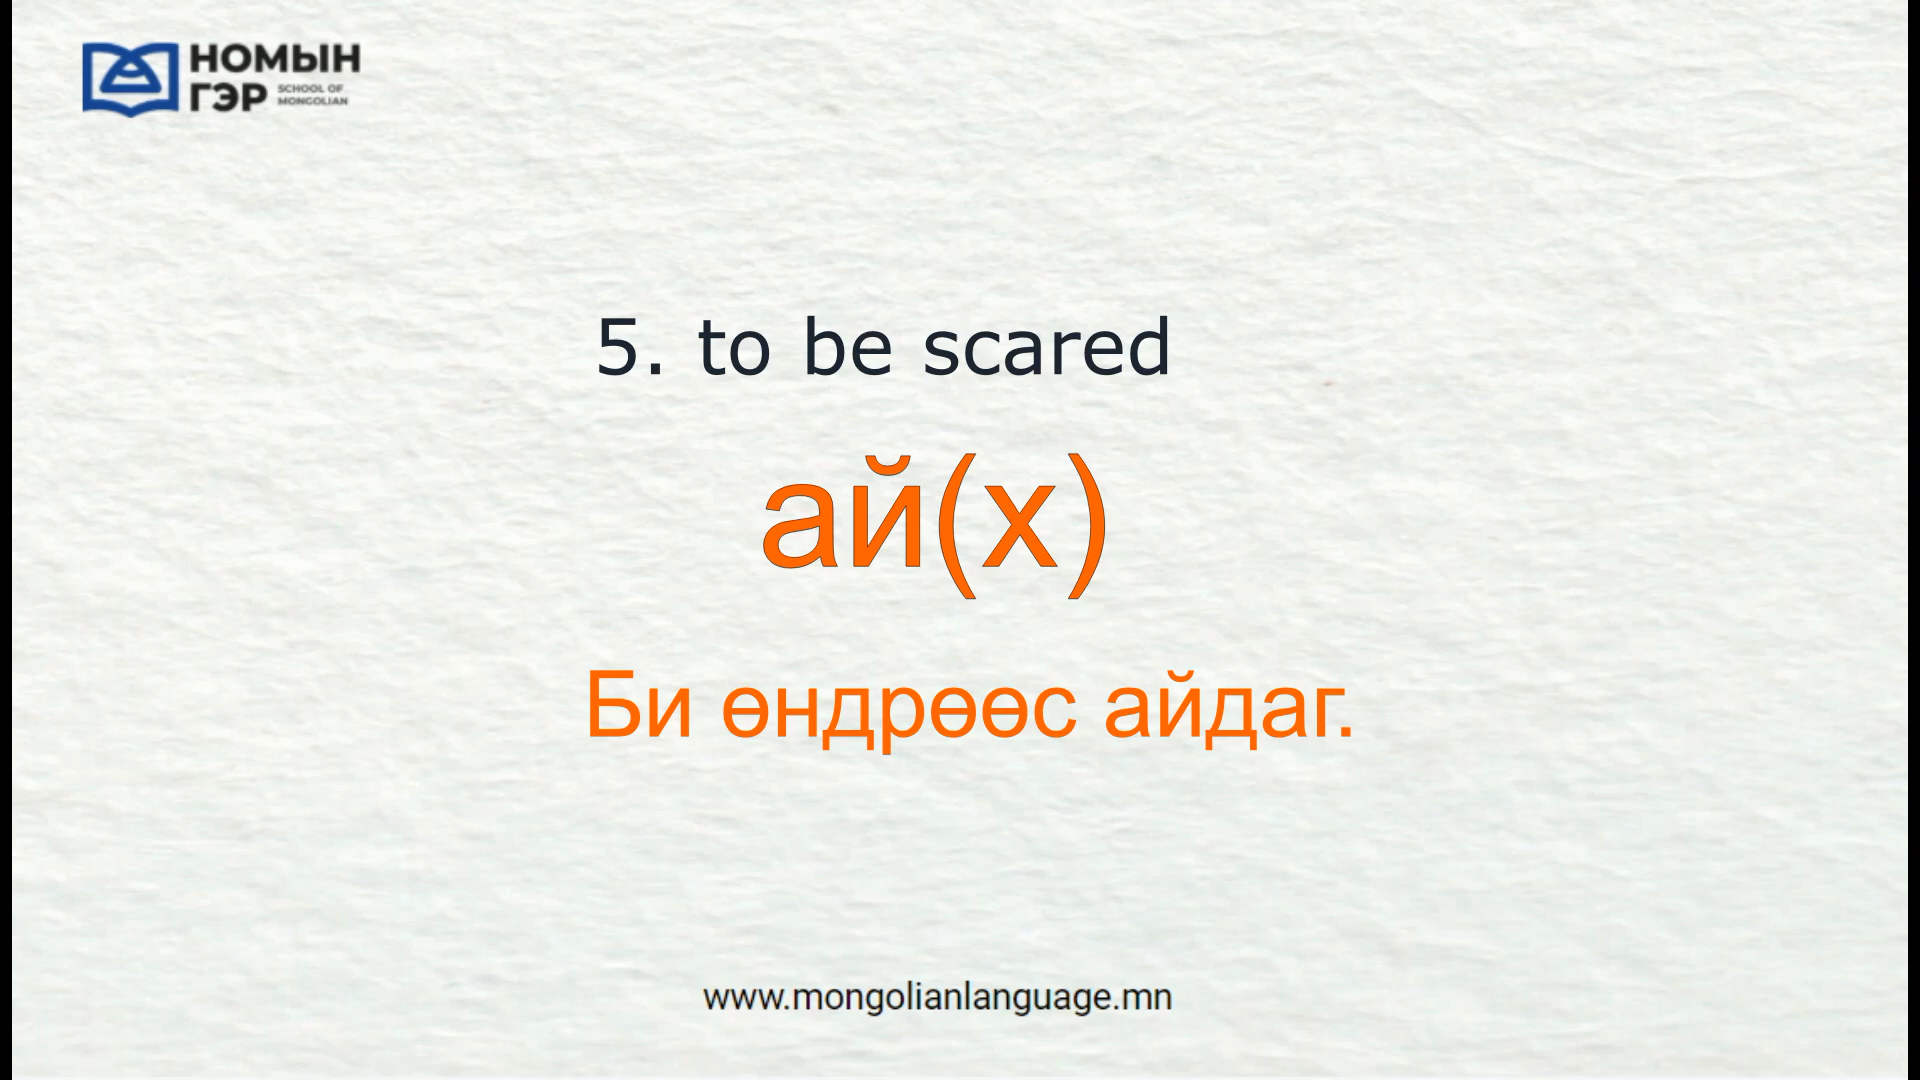 НОМЫН
ГЭР SCHOOL OF
MONGOLIAN
5. to be scared
ай(х)
Би өндрөөс айдаг.
www.mongolianlanguage.mn